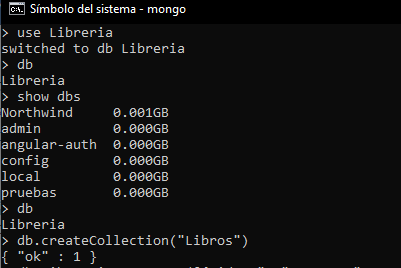 Símbolo del sistema - mongo
> use Libreria
switched to db Libreria
> db
Libreria
> show dbs
Northwind     0.001GB
admin         0.000GB
angular-auth  0.000GB
config        0.000GB
local         0.000GB
pruebas       0.000GB
> db
Libreria
> db.createCollection("Libros")
{ "ok" : 1 }